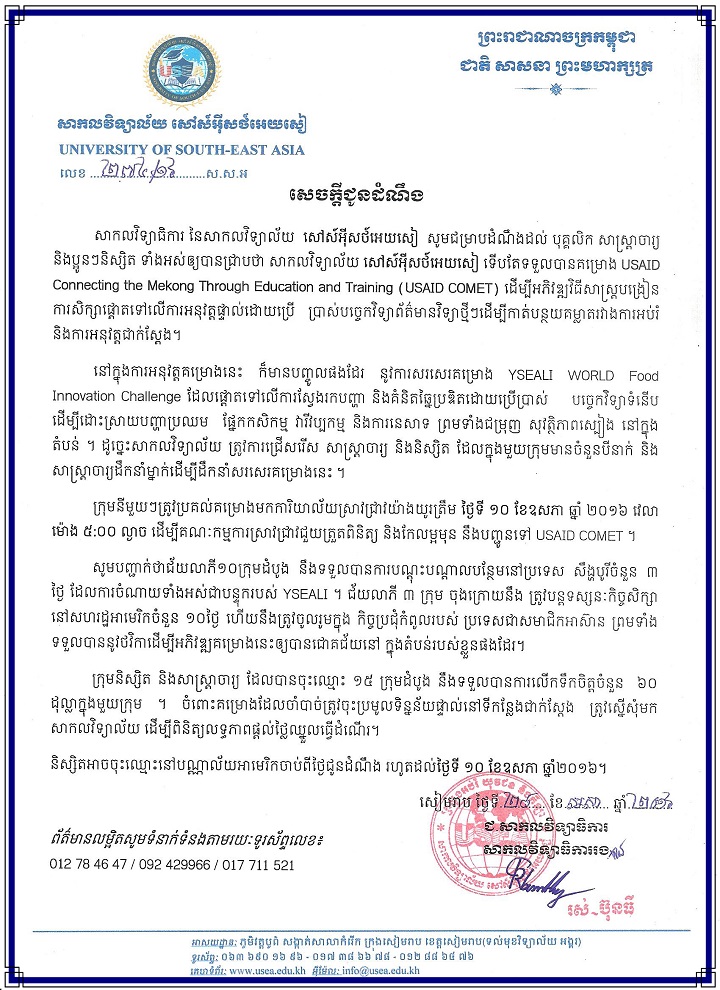 ព្រះរាជាណាចក្រកម្ពុជា
ជាតិ សាសនា ព្រះមហាក្សត្រ
សាកលវិទ្យាល័យ សៅស៍អ៊ីសថ៍អេយសៀ
UNIVERSITY OF SOUTH-EAST ASIA
លេខ ................ស.ស.អ
សេចក្តីជូនដំណឹង
សាកលវិទ្យាធិការ នៃសាកលវិទ្យាល័យ សៅស៍អ៊ីសថ៍អេយសៀ សូមជម្រាបដំណឹងដល់ បុគ្គលិក សាស្ត្រាចារ្យ
និងប្អូនៗនិស្សិត ទាំងអស់ឲ្យបានជ្រាបថា សាកលវិទ្យាល័យ សៅស៍អ៊ីសថ៍អេយសៀ ទើបតែទទួលបានគម្រោង USAID
Connecting the Mekong Through Education and Training (USAID COMET) ដើម្បីអភិវឌ្ឍវិធីសាស្ត្របង្រៀន
ការសិក្សាផ្តោតទៅលើការអនុវត្តផ្ទាល់ដោយប្រើ ប្រាស់បច្ចេកវិទ្យាព័ត៌មានវិទ្យាថ្មីៗដើម្បីកាត់បន្ថយគម្លាតរវាងការអប់រំ
និងការអនុវត្តជាក់ស្តែង។
នៅក្នុងការអនុវត្តគម្រោងនេះ ក៏មានបញ្ចូលផងដែរ នូវការសរសេរគម្រោង YSEALI WORLD Food
Innovation Challenge ដែលផ្តោតទៅលើការស្វែងរកបញ្ហា និងគំនិតច្នៃប្រឌិតដោយប្រើប្រាស់ បច្ចេកវិទ្យាទំនើប
ដើម្បីដោះស្រាយបញ្ហាប្រឈម ផ្នែកកសិកម្ម វារីវប្បកម្ម និងការនេសាទ ព្រមទាំងជម្រុញ សុវត្ថិភាពស្បៀង នៅក្នុង
តំបន់ ។ ដូច្នេះសាកលវិទ្យាល័យ ត្រូវការជ្រើសរើស សាស្ត្រាចារ្យ និងនិស្សិត ដែលក្នុងមួយក្រុមមានចំនួនបីនាក់ និង
សាស្ត្រាចារ្យដឹកនាំម្នាក់ដើម្បីដឹកនាំសរសេរគម្រោងនេះ ។
ក្រុមនីមួយៗត្រូវប្រគល់គម្រោងមកការិយាល័យស្រាវជ្រាវយ៉ាងយូរត្រឹម ថ្ងៃទី ១០ ខែឧសភា ឆ្នាំ ២០១៦ វេលា
ម៉ោង ៥:00 ល្ងាច ដើម្បីគណៈកម្មការស្រាវជ្រាវជួយត្រួតពិនិត្យ និងកែលម្អមុន នឹងបញ្ជូនទៅ USAID COMET ។
សូមបញ្ជាក់ថាជ័យលាភី១០ក្រុមដំបូង នឹងទទួលបានការបណ្តុះបណ្តាលបន្ថែមនៅប្រទេស សឹង្ហបូរីចំនួន ៣
ថ្ងៃ ដែលការចំណាយទាំងអស់ជាបន្ទុករបស់ YSEALI ។ ជ័យលាភី ៣ ក្រុម ចុងក្រោយនឹង ត្រូវបន្តទស្សនៈកិច្ចសិក្សា
នៅសហរដ្ឋអាមេរិកចំនួន ១០ថ្ងៃ ហើយនឹងត្រូវចូលរួមក្នុង កិច្ចប្រជុំកំពូលរបស់ ប្រទេសជាសមាជិកអាស៊ាន ព្រមទាំង
ទទួលបាននូវថវិកាដើម្បីអភិវឌ្ឍគម្រោងនេះឲ្យបានជោគជ័យនៅ ក្នុងតំបន់របស់ខ្លួនផងដែរ។
ក្រុមនិស្សិត និងសាស្ត្រាចារ្យ ដែលបានចុះឈ្មោះ ១៥ ក្រុមដំបូង នឹងទទួលបានការលើកទឹកចិត្តចំនួន ៦០
ដុល្លាក្នុងមួយក្រុម ។ ចំពោះគម្រោងដែលចាំបាច់ត្រូវចុះប្រមូលទិន្នន័យផ្ទាល់នៅទីកន្លែងជាក់ស្តែង ត្រូវស្នើសុំមក
សាកលវិទ្យាល័យ ដើម្បីពិនិត្យលទ្ធភាពផ្តល់ថ្លៃឈ្នួលធ្វើដំណើរ។
និស្សិតអាចចុះឈ្មោះនៅបណ្ណាល័យអាមេរិកចាប់ពីថ្ងៃជូនដំណឹង រហូតដល់ថ្ងៃទី ១០ ខែឧសភា ឆ្នាំ២០១៦។
សៀមរាប ថ្ងៃទី ២៨ ខែ មេសា ឆ្នាំ ២០១៦
ជ.សាកលវិទ្យាធិការ
សាកលវិទ្យាធិការរង
ព័ត៌មានលម្អិតសូមទំនាក់ទំនងតាមរយៈទូរស័ព្ទលេខ៖
012 78 46 47 / 092 429966 / 017 711 521
រស់-ប៊ុនធី
អាសយដ្ឋាន: ភូមិវត្តបូព៌ សង្កាត់សាលាកំរើក ក្រុងសៀមរាប ខេត្តសៀមរាប(ទល់មុខវិទ្យាល័យ អង្គរ)
ទូរស័ព្ទ: ០៦៣ ៦៩០ ១៦ ៩៦ - ០១៧ ៣៨ ៦៦ ៧៨ - ០១២ ៨៨ ៦៤ ៧៦
គេហទំព័រ: www.usea.edu.kh អ៊ីម៉ែល: info@usea.edu.kh